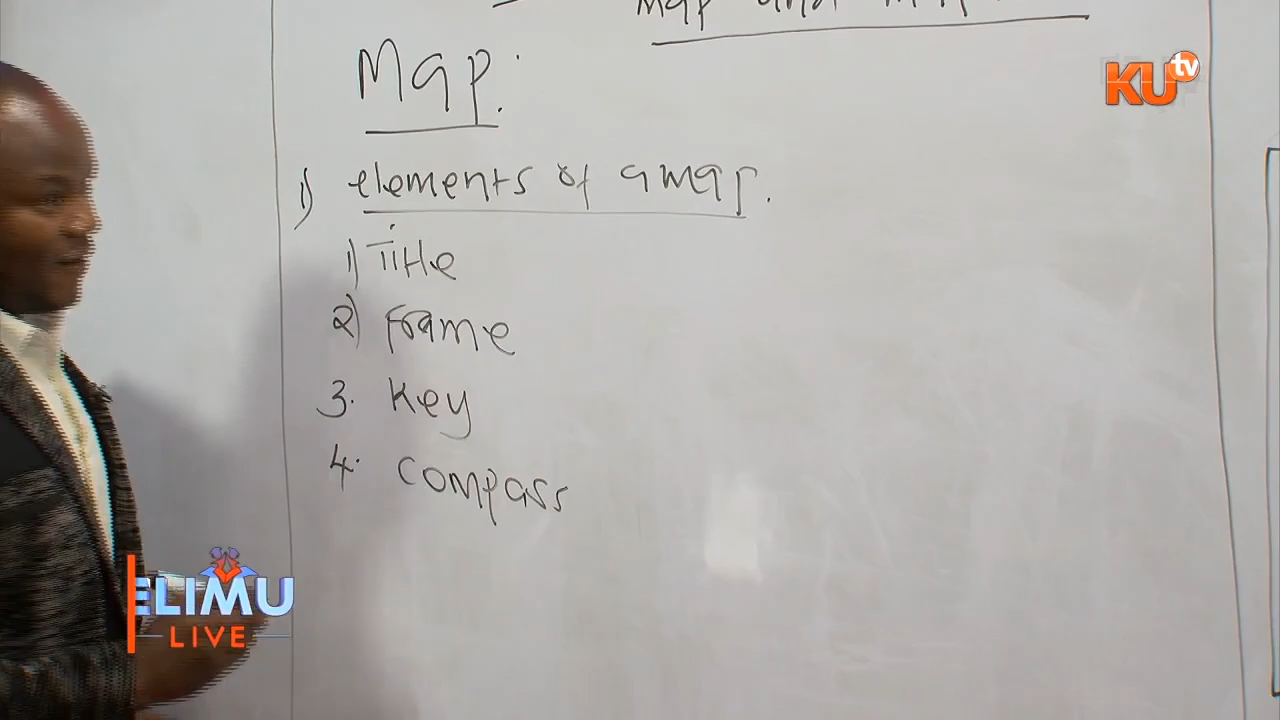 Map and
KU tv
Map:
1) elements of a map.
1) Title
2) Frame
3. Key
4. Compass
ELIMU
LIVE